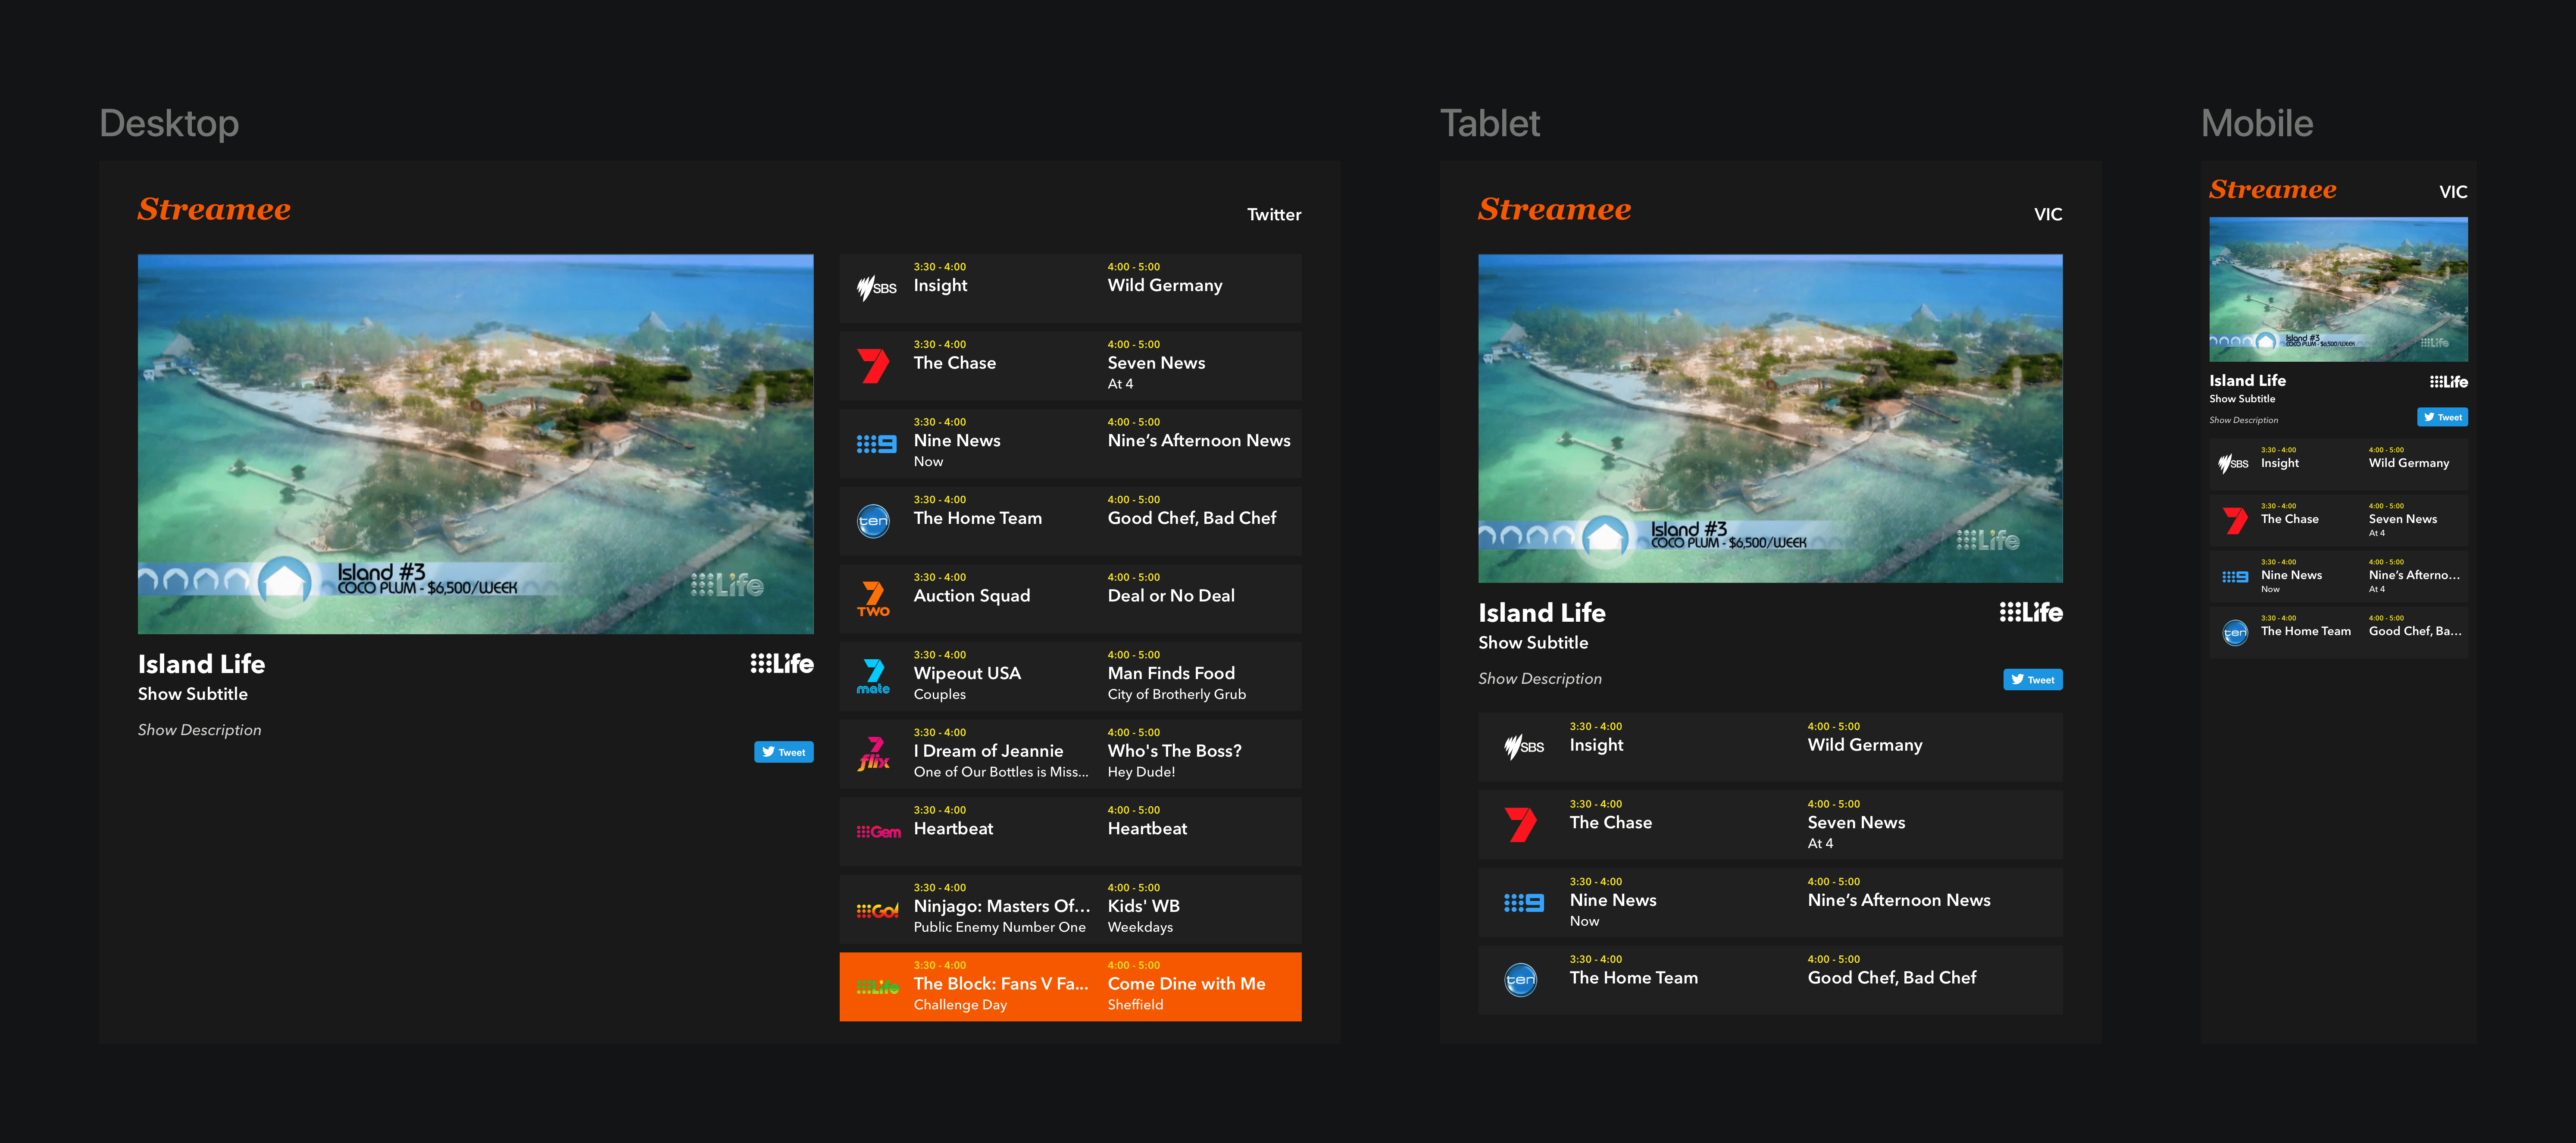 Desktop
Streamee
Twitter
Island #3
COCO PLUM - $6,500/WEEK
Life
Island Life
Life
Show Subtitle
Show Description
Tweet
SBS
3:30 - 4:00
Insight
4:00 - 5:00
Wild Germany
7
3:30 - 4:00
The Chase
4:00 - 5:00
Seven News
At 4
9
3:30 - 4:00
Nine News
Now
4:00 - 5:00
Nine’s Afternoon News
ten
3:30 - 4:00
The Home Team
4:00 - 5:00
Good Chef, Bad Chef
7
TWO
3:30 - 4:00
Auction Squad
4:00 - 5:00
Deal or No Deal
7
mate
3:30 - 4:00
Wipeout USA
Couples
4:00 - 5:00
Man Finds Food
City of Brotherly Grub
7
flix
3:30 - 4:00
I Dream of Jeannie
One of Our Bottles is Miss...
4:00 - 5:00
Who's The Boss?
Hey Dude!
Gem
3:30 - 4:00
Heartbeat
4:00 - 5:00
Heartbeat
Go!
3:30 - 4:00
Ninjago: Masters Of...
Public Enemy Number One
4:00 - 5:00
Kids' WB
Weekdays
Life
3:30 - 4:00
The Block: Fans V Fa...
Challenge Day
4:00 - 5:00
Come Dine with Me
Sheffield
Tablet
Streamee
VIC
Island #3
COCO PLUM - $6,500/WEEK
Life
Island Life
Life
Show Subtitle
Show Description
Tweet
SBS
3:30 - 4:00
Insight
4:00 - 5:00
Wild Germany
7
3:30 - 4:00
The Chase
4:00 - 5:00
Seven News
At 4
9
3:30 - 4:00
Nine News
Now
4:00 - 5:00
Nine’s Afternoon News
ten
3:30 - 4:00
The Home Team
4:00 - 5:00
Good Chef, Bad Chef
Mobile
Streamee
VIC
Island #3
COCO PLUM - $6,500/WEEK
Life
Island Life
Life
Show Subtitle
Show Description
Tweet
SBS
3:30 - 4:00
Insight
4:00 - 5:00
Wild Germany
7
3:30 - 4:00
The Chase
4:00 - 5:00
Seven News
At 4
9
3:30 - 4:00
Nine News
Now
4:00 - 5:00
Nine’s Afterno...
At 4
ten
3:30 - 4:00
The Home Team
4:00 - 5:00
Good Chef, Ba...